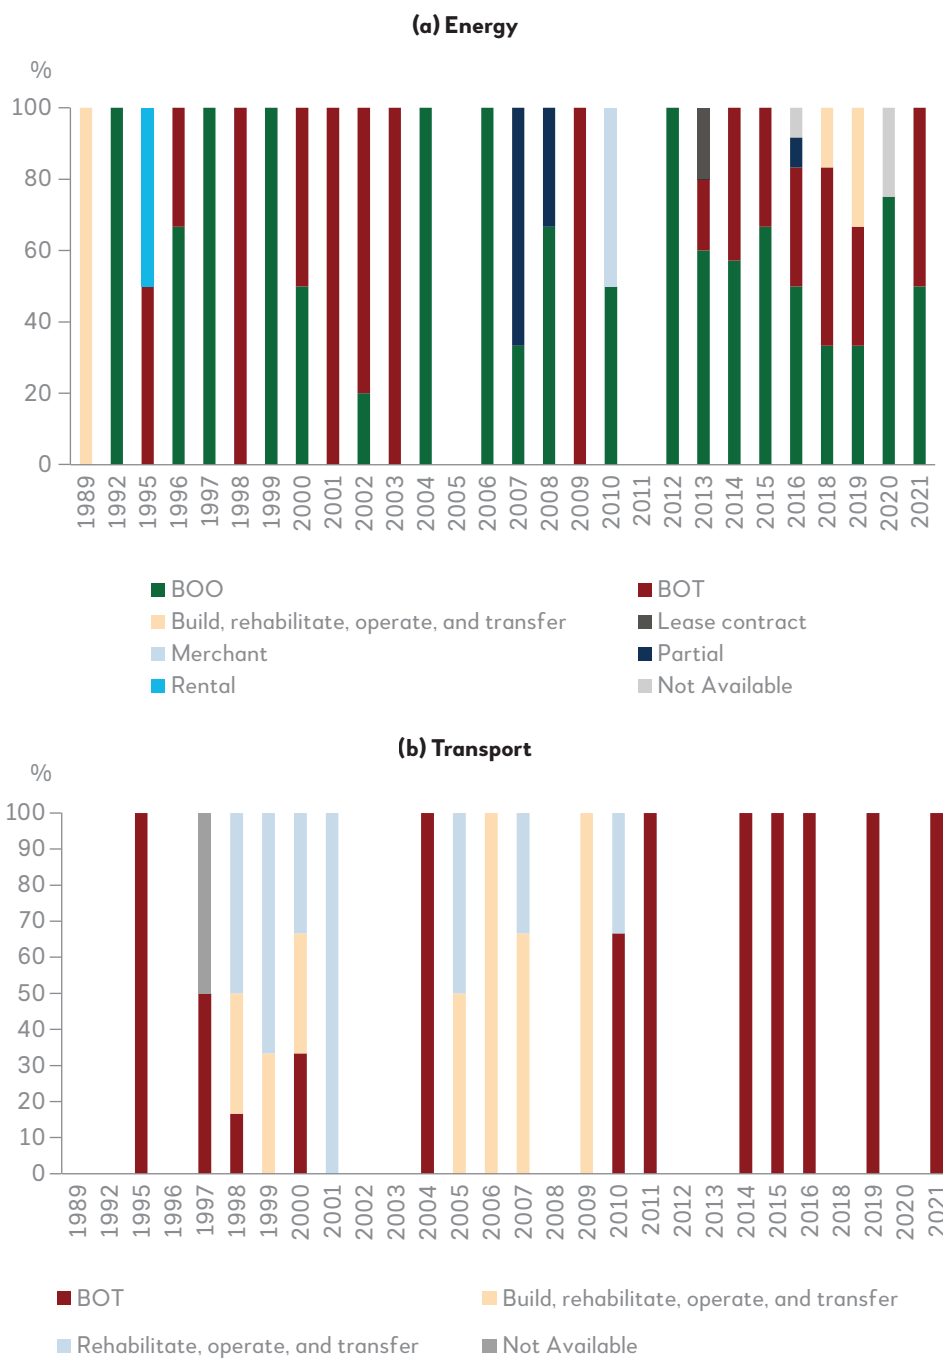 (a) Energy
%
100
80
60
40
20
0
1989 1992 1995 1996 1997 1998 1999 2000 2001 2002 2003 2004 2005 2006 2007 2008 2009 2010 2011 2012 2013 2014 2015 2016 2018 2019 2020 2021
BOO BOT
Build, rehabilitate, operate, and transfer Lease contract
Merchant Partial
Rental Not Available
(b) Transport
%
100
90
80
70
60
50
40
30
20
10
0
1989 1992 1995 1996 1997 1998 1999 2000 2001 2002 2003 2004 2005 2006 2007 2008 2009 2010 2011 2012 2013 2014 2015 2016 2018 2019 2020 2021
BOT Build, rehabilitate, operate, and transfer
Rehabilitate, operate, and transfer Not Available